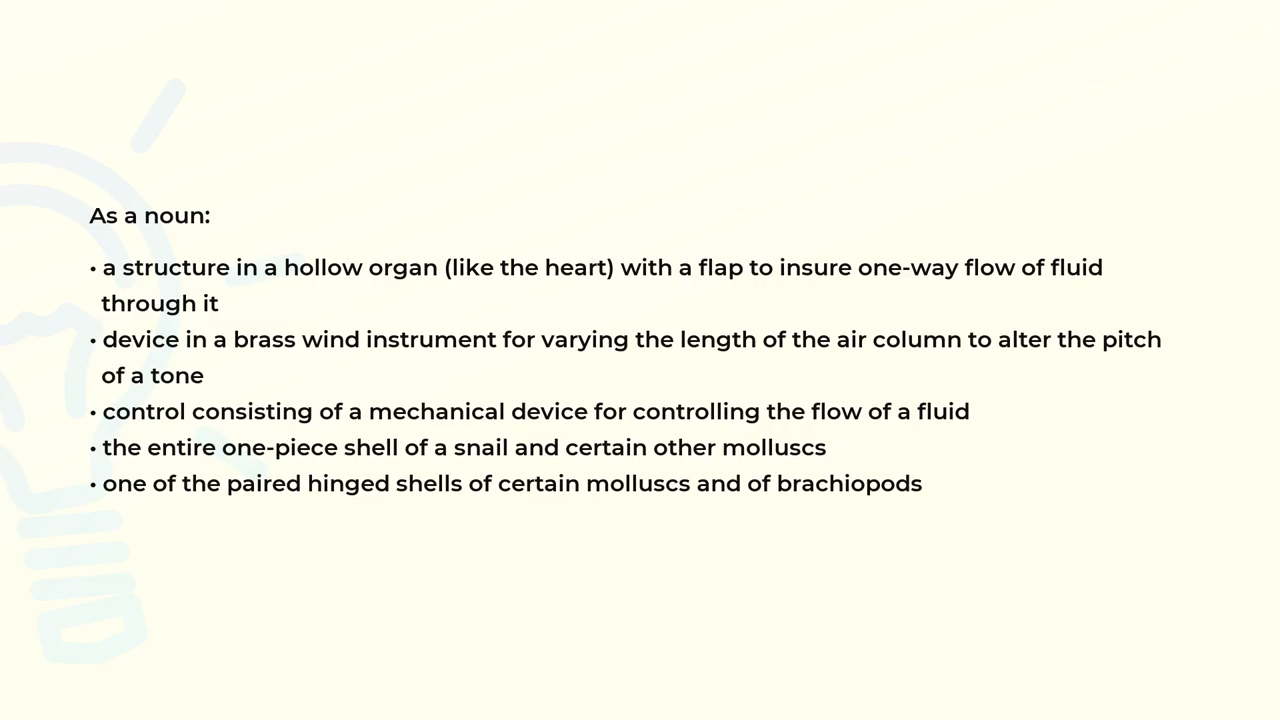 As a noun:
• a structure in a hollow organ (like the heart) with a flap to insure one-way flow of fluid
through it
• device in a brass wind instrument for varying the length of the air column to alter the pitch
of a tone
• control consisting of a mechanical device for controlling the flow of a fluid
• the entire one-piece shell of a snail and certain other molluscs
• one of the paired hinged shells of certain molluscs and of brachiopods